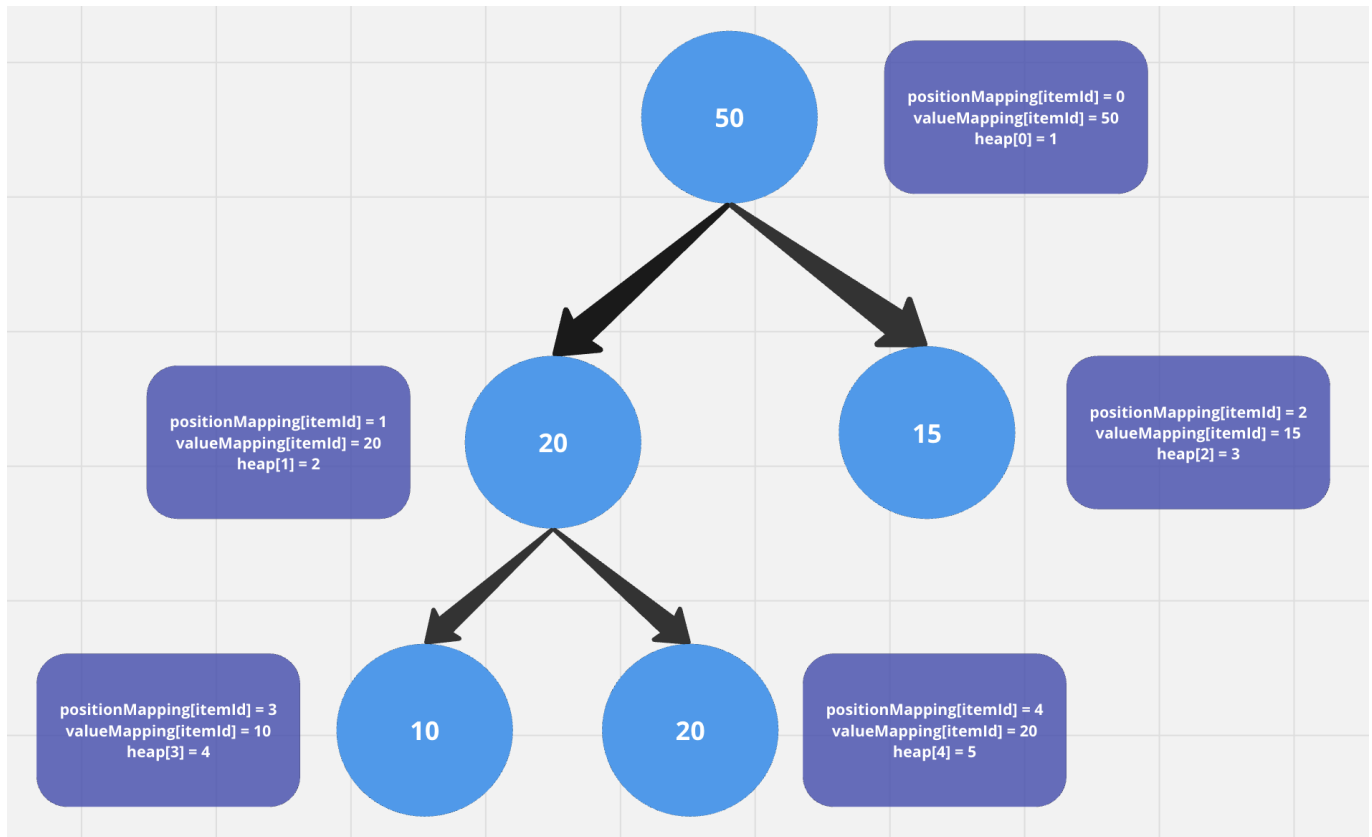 50
positionMapping[itemId] = 0
valueMapping[itemId] = 50
heap[0] = 1
positionMapping[itemId] = 1
valueMapping[itemId] = 20
heap[1] = 2
20
15
positionMapping[itemId] = 2
valueMapping[itemId] = 15
heap[2] = 3
positionMapping[itemId] = 3
valueMapping[itemId] = 10
heap[3] = 4
10
20
positionMapping[itemId] = 4
valueMapping[itemId] = 20
heap[4] = 5